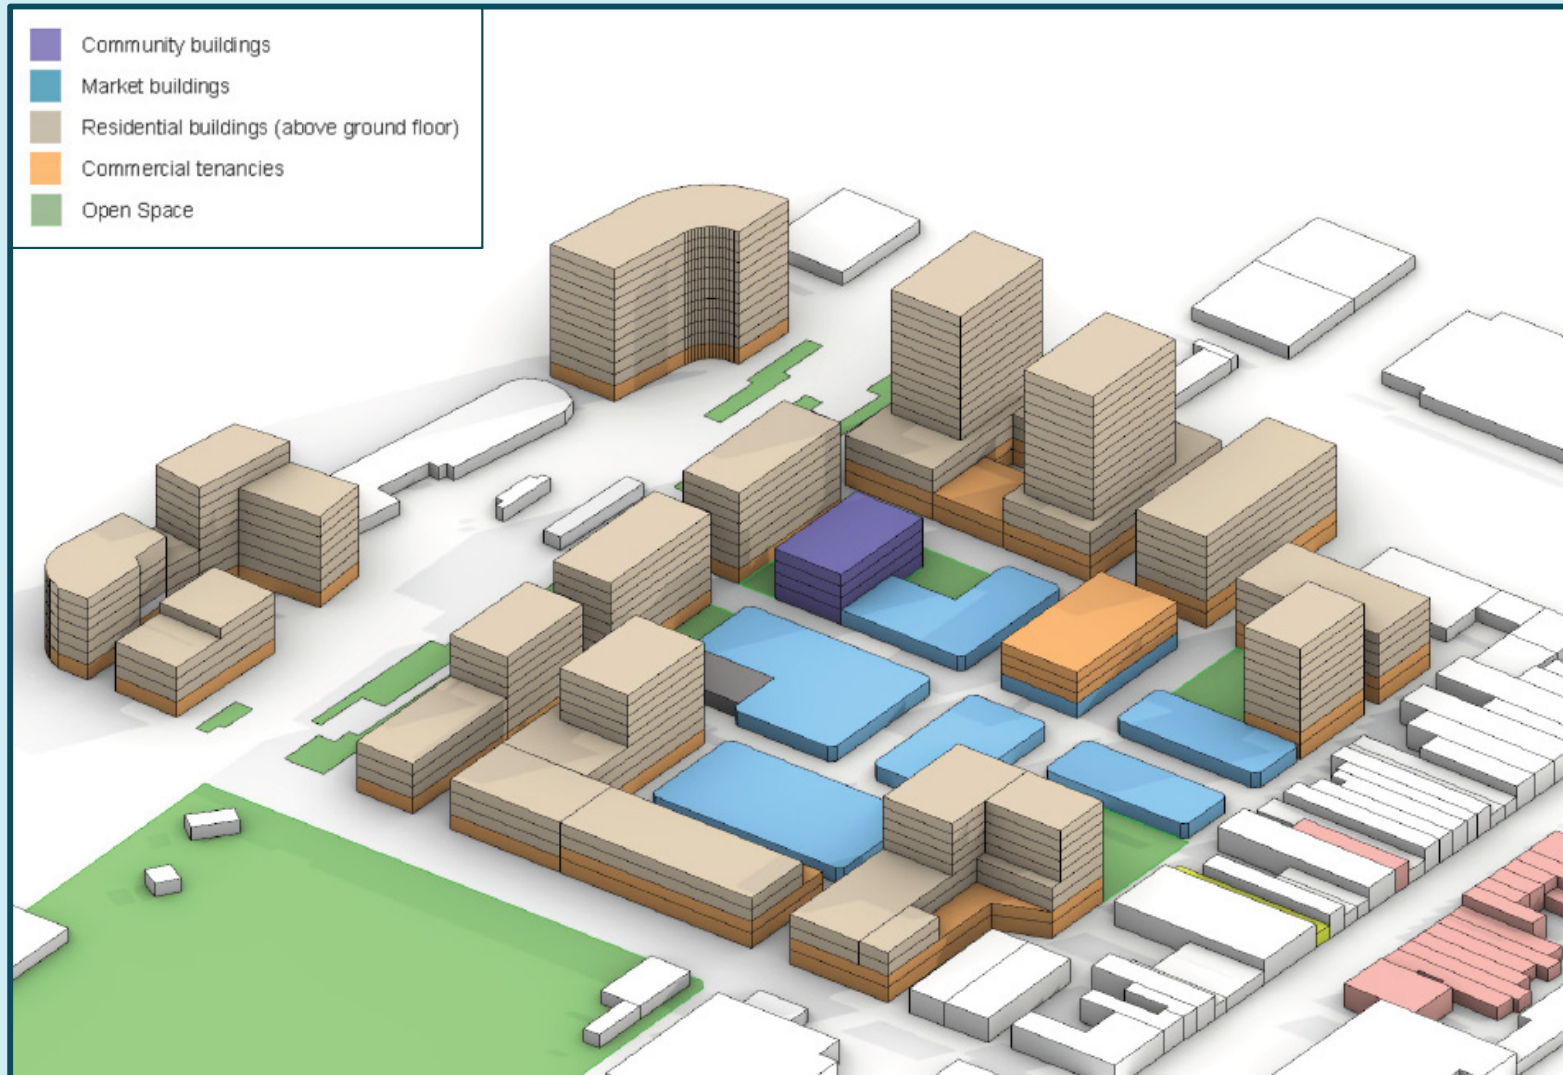 Community buildings
Market buildings
Residential buildings (above ground floor)
Commercial tenancies
Open Space